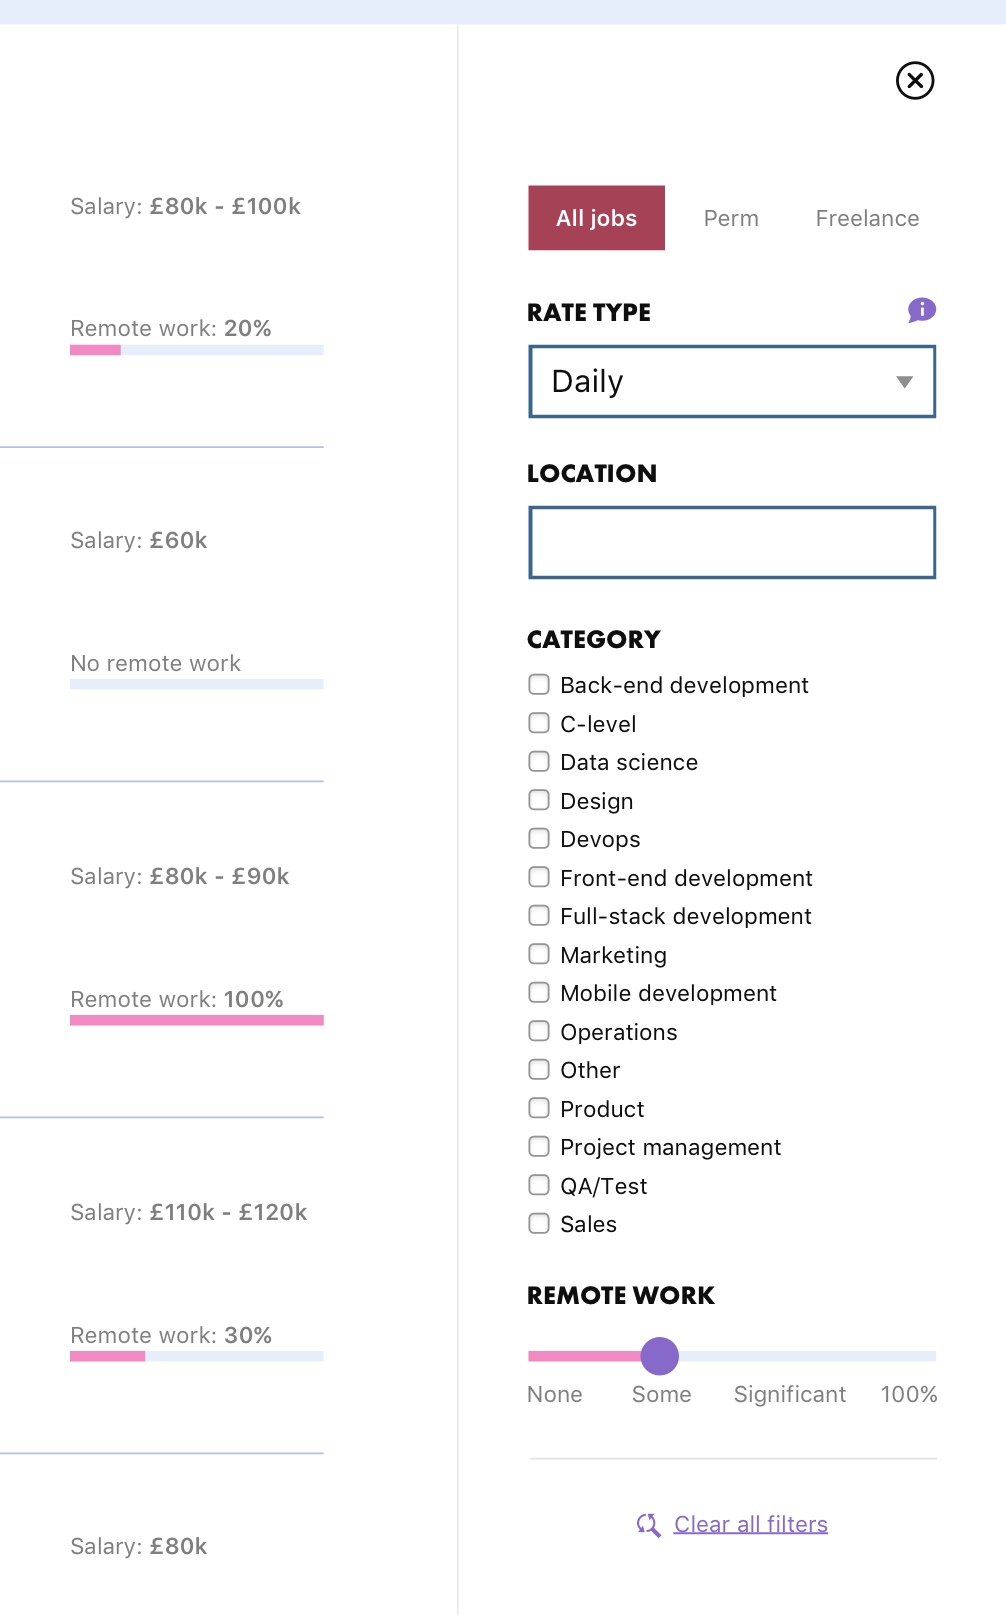 Salary: £80k - £100k
Remote work: 20%
Salary: £60k
No remote work
Salary: £80k - £90k
Remote work: 100%
Salary: £110k - £120k
Remote work: 30%
Salary: £80k
All jobs Perm Freelance
RATE TYPE
Daily
LOCATION
CATEGORY
Back-end development
C-level
Data science
Design
Devops
Front-end development
Full-stack development
Marketing
Mobile development
Operations
Other
Product
Project management
QA/Test
Sales
REMOTE WORK
None Some Significant 100%
Clear all filters